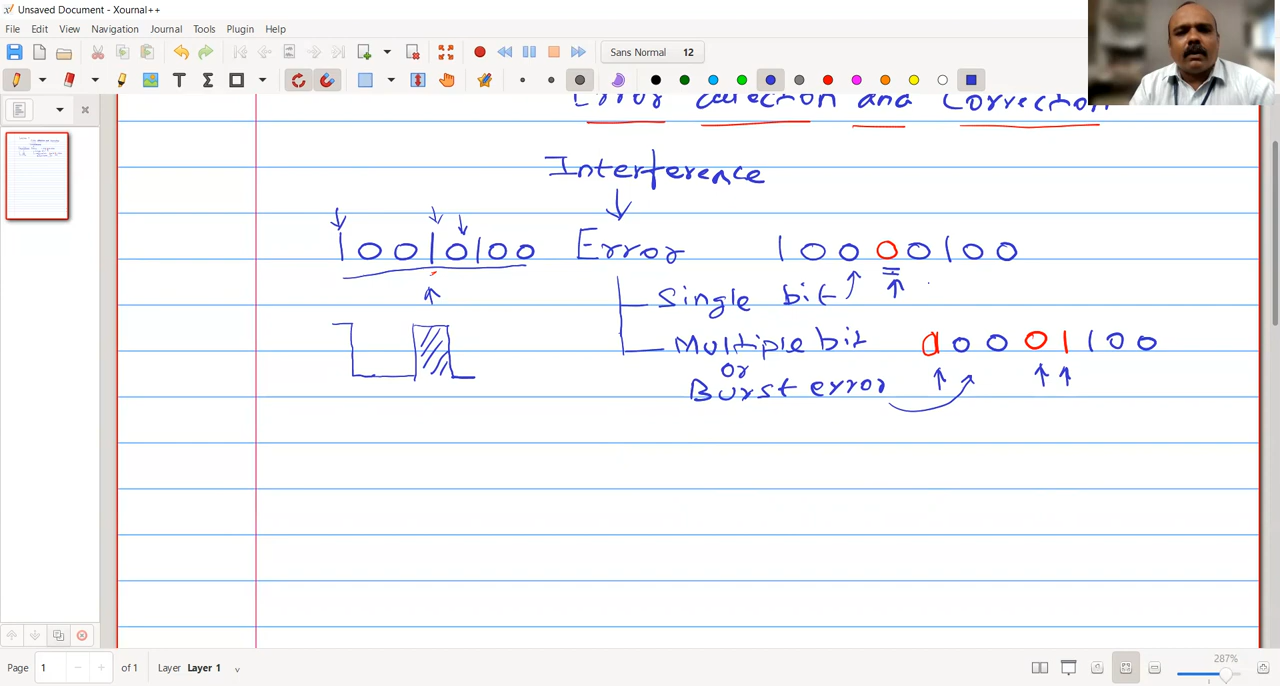 Unsaved Document - Xournal++
File Edit View Navigation Journal Tools Plugin Help
Sans Normal 12
Error detection and Correction
Interference
10010100 Error 10000100
Single bit
Multiple bit 00001100
or
Burst error
Page 1 of 1 Layer Layer 1 287%